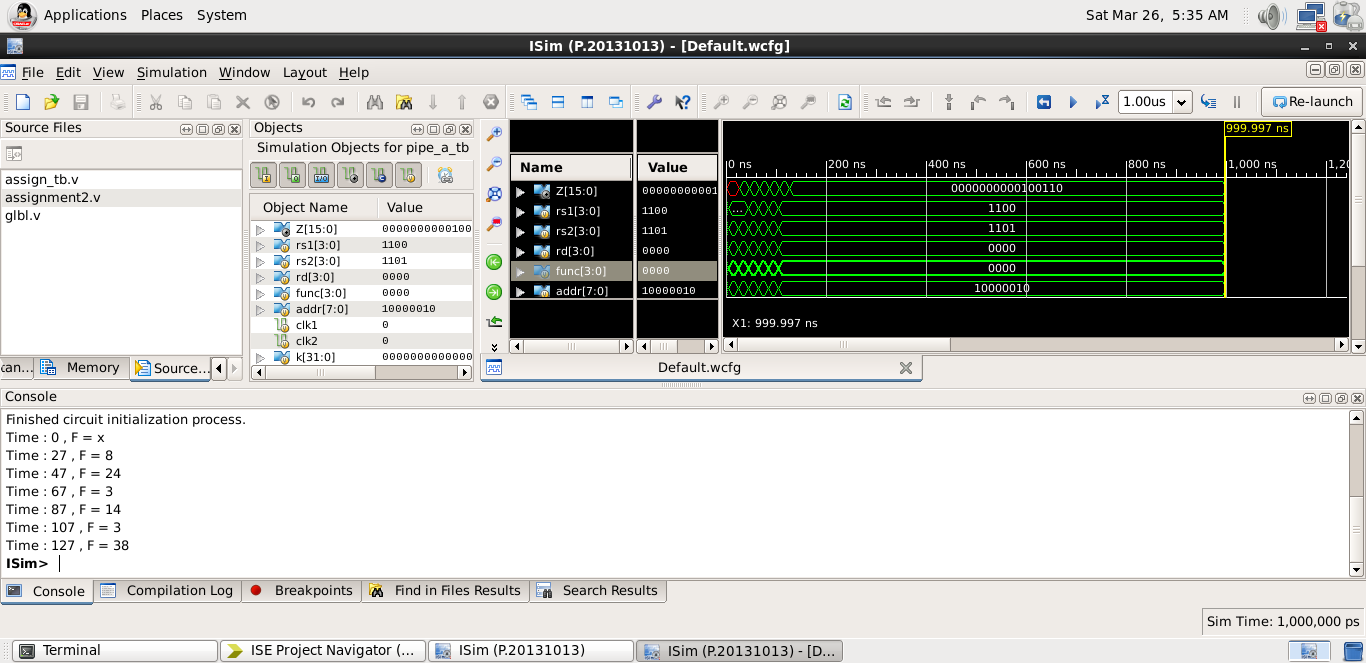 Applications Places System Sat Mar 26, 5:35 AM
ISim (P.20131013) - [Default.wcfg]
File Edit View Simulation Window Layout Help
1.00us Re-launch
Source Files
assign_tb.v
assignment2.v
glbl.v
Memory Source...
Objects
Simulation Objects for pipe_a_tb
Object Name Value
Z[15:0] 0000000000100
rs1[3:0] 1100
rs2[3:0] 1101
rd[3:0] 0000
func[3:0] 0000
addr[7:0] 10000010
clk1 0
clk2 0
k[31:0] 0000000000000
Name Value
Z[15:0] 00000000001
rs1[3:0] 1100
rs2[3:0] 1101
rd[3:0] 0000
func[3:0] 0000
addr[7:0] 10000010
999.997 ns
0 ns 200 ns 400 ns 600 ns 800 ns 1,000 ns 1,20
0000000000100110
... 1100
1101
0000
0000
10000010
X1: 999.997 ns
Default.wcfg
Console
Finished circuit initialization process.
Time : 0 , F = x
Time : 27 , F = 8
Time : 47 , F = 24
Time : 67 , F = 3
Time : 87 , F = 14
Time : 107 , F = 3
Time : 127 , F = 38
ISim>
Console Compilation Log Breakpoints Find in Files Results Search Results
Sim Time: 1,000,000 ps
Terminal ISE Project Navigator (... ISim (P.20131013) ISim (P.20131013) - [D...